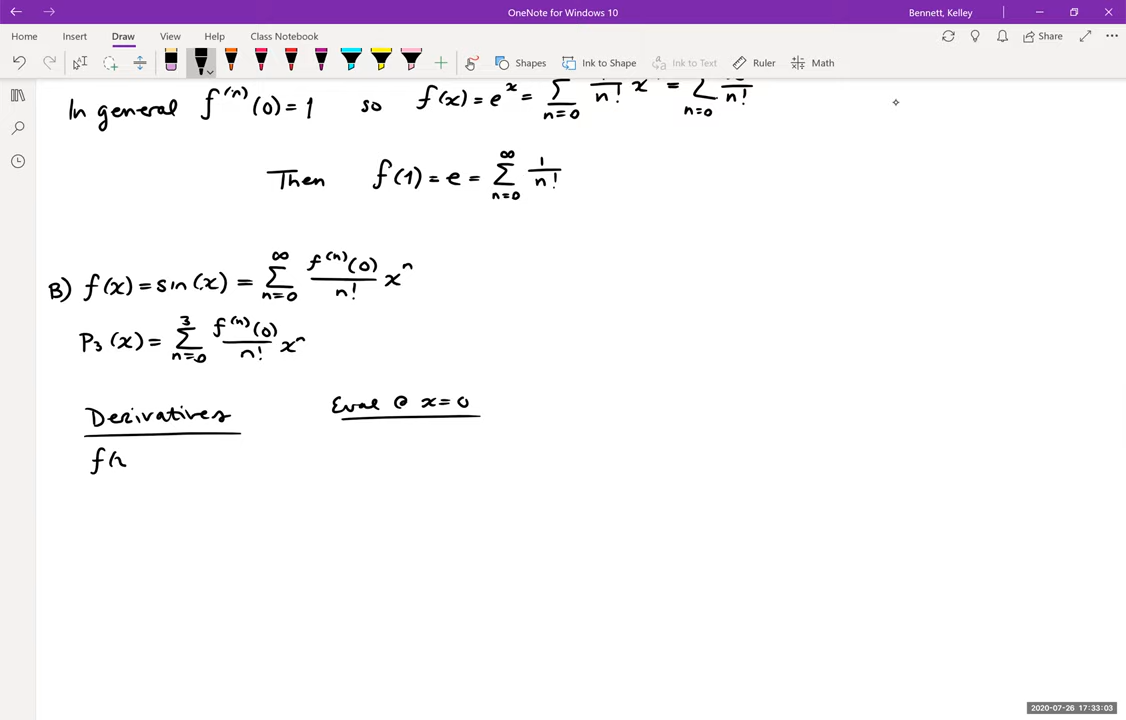 OneNote for Windows 10
Bennett, Kelley
Home Insert Draw View Help Class Notebook
Share
Shapes Ink to Shape Ink to Text Ruler Math
In general f⁽ⁿ⁾(0) = 1 so f(x) = eˣ = Σ n=0 1/n! x = Σ n=0 /n!
Then f(1) = e = Σ n=0 ∞ 1/n!
B) f(x) = sin(x) = Σ n=0 ∞ f⁽ⁿ⁾(0)/n! xⁿ
P₃(x) = Σ n=0 3 f⁽ⁿ⁾(0)/n! xⁿ
Derivatives Eval @ x=0
f(
2020-07-26 17:33:03